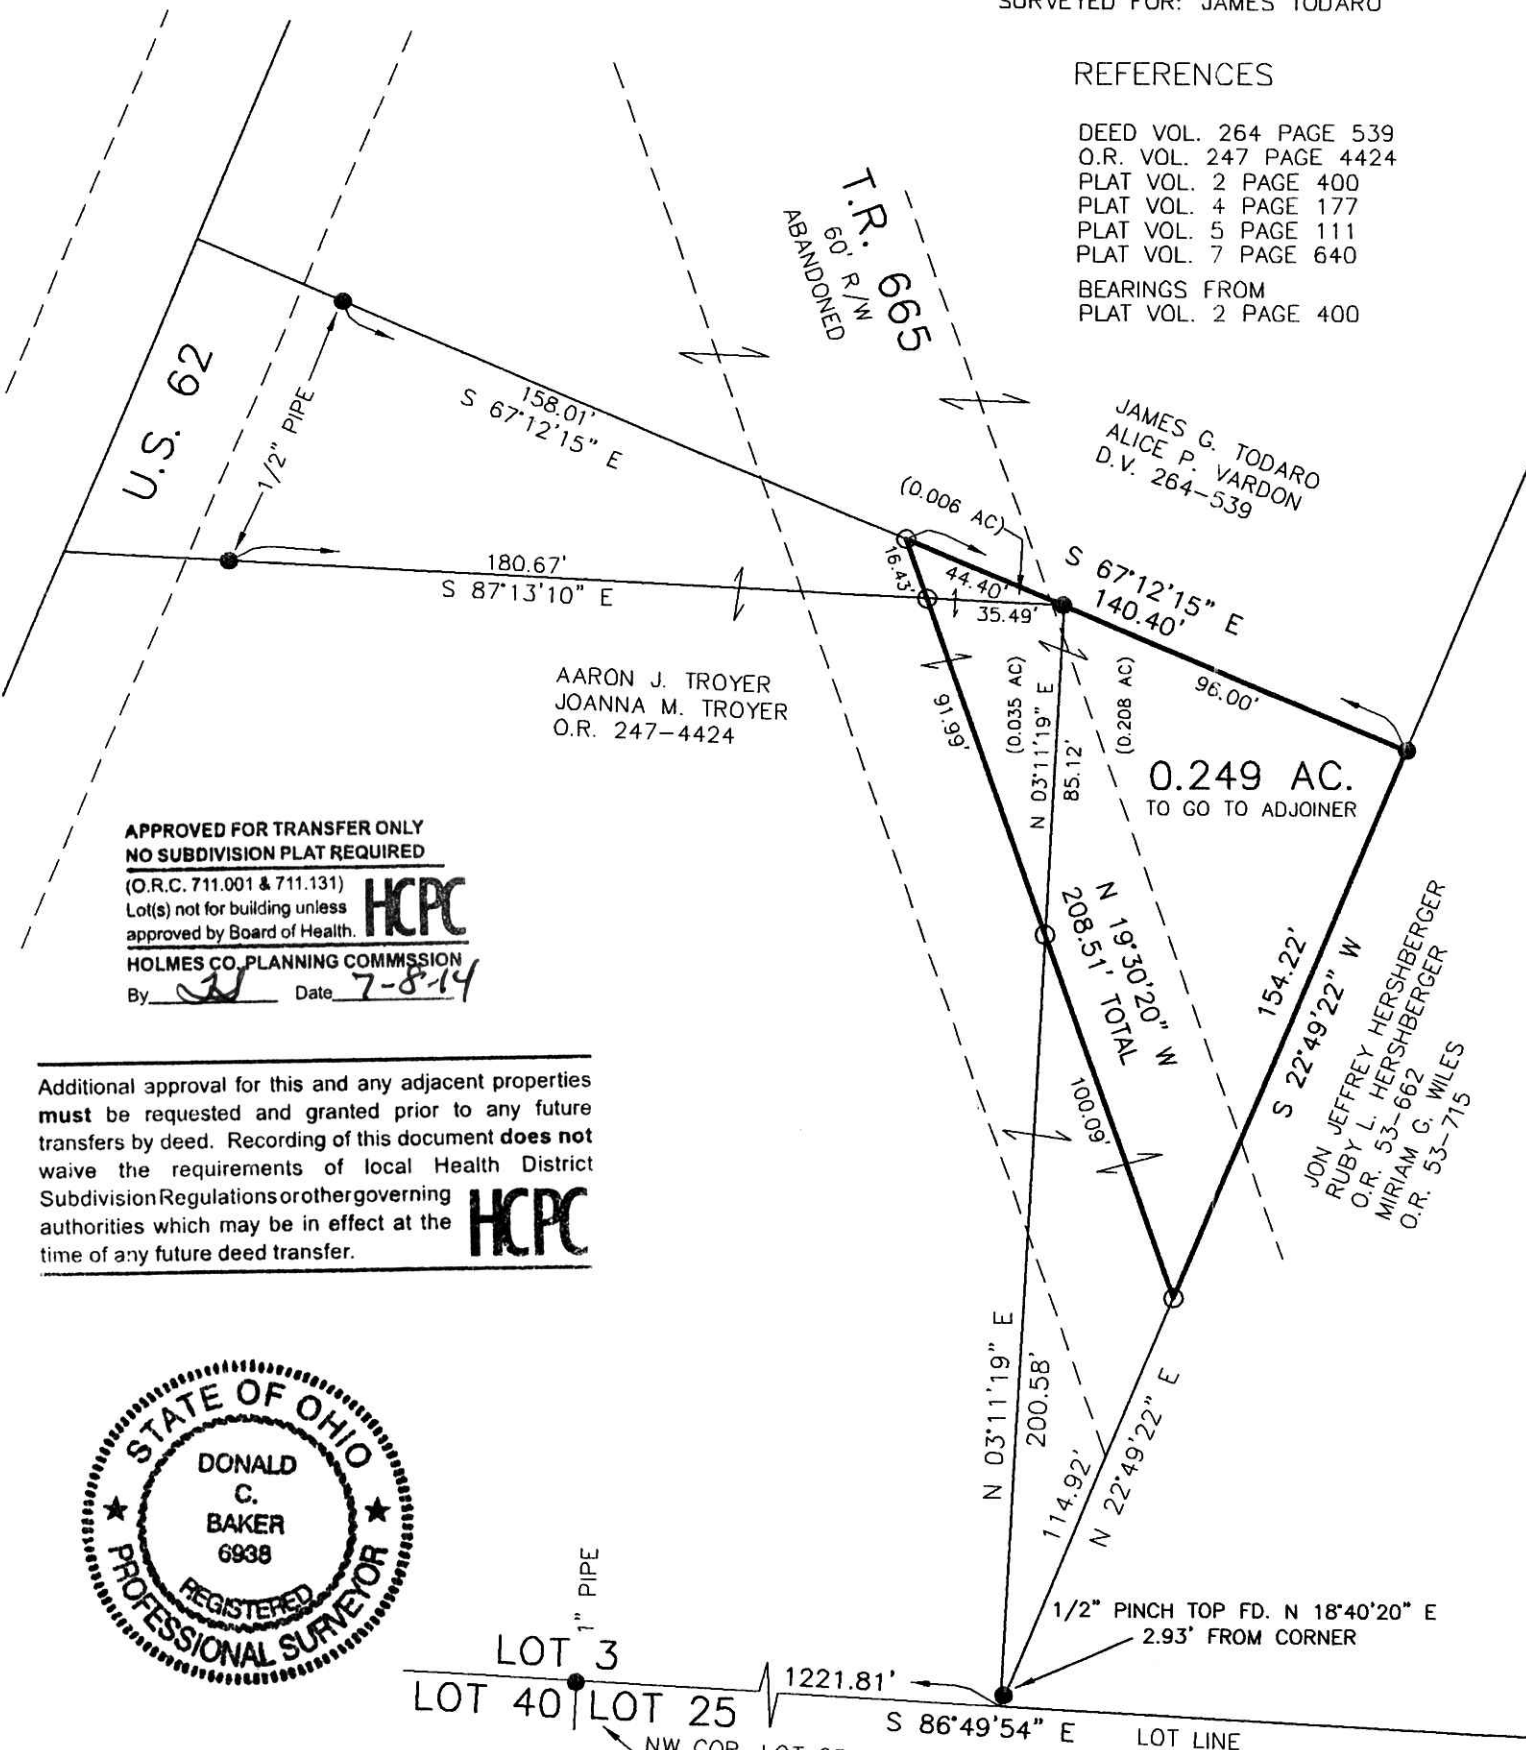 SURVEYED FOR: JAMES TODARO
REFERENCES
DEED VOL. 264 PAGE 539
O.R. VOL. 247 PAGE 4424
PLAT VOL. 2 PAGE 400
PLAT VOL. 4 PAGE 177
PLAT VOL. 5 PAGE 111
PLAT VOL. 7 PAGE 640
BEARINGS FROM
PLAT VOL. 2 PAGE 400
T.R. 665
60' R/W
ABANDONED
U.S. 62
1/2" PIPE
158.01'
S 67°12'15" E
JAMES G. TODARO
ALICE P. VARDON
D.V. 264-539
(0.006 AC)
180.67'
S 87°13'10" E
16.43'
44.40'
35.49'
S 67°12'15" E
140.40'
96.00'
AARON J. TROYER
JOANNA M. TROYER
O.R. 247-4424
91.99'
(0.035 AC)
N 03°11'19" E
85.12'
(0.208 AC)
0.249 AC.
TO GO TO ADJOINER
APPROVED FOR TRANSFER ONLY
NO SUBDIVISION PLAT REQUIRED
(O.R.C. 711.001 & 711.131)
Lot(s) not for building unless
approved by Board of Health.
HCPC
HOLMES CO. PLANNING COMMISSION
By Date 7-8-14
N 19°30'20" W
208.51' TOTAL
100.09'
154.22'
S 22°49'22" W
JON JEFFREY HERSHBERGER
RUBY L. HERSHBERGER
O.R. 53-662
MIRIAM G. WILES
O.R. 53-715
Additional approval for this and any adjacent properties
must be requested and granted prior to any future
transfers by deed. Recording of this document does not
waive the requirements of local Health District
Subdivision Regulations or other governing
authorities which may be in effect at the
time of any future deed transfer.
HCPC
N 03°11'19" E
200.58'
114.92'
N 22°49'22" E
STATE OF OHIO
DONALD
C.
BAKER
6938
REGISTERED
PROFESSIONAL SURVEYOR
1" PIPE
1/2" PINCH TOP FD. N 18°40'20" E
2.93' FROM CORNER
LOT 3
LOT 40
LOT 25
1221.81'
S 86°49'54" E
LOT LINE
NW COR. LOT 25